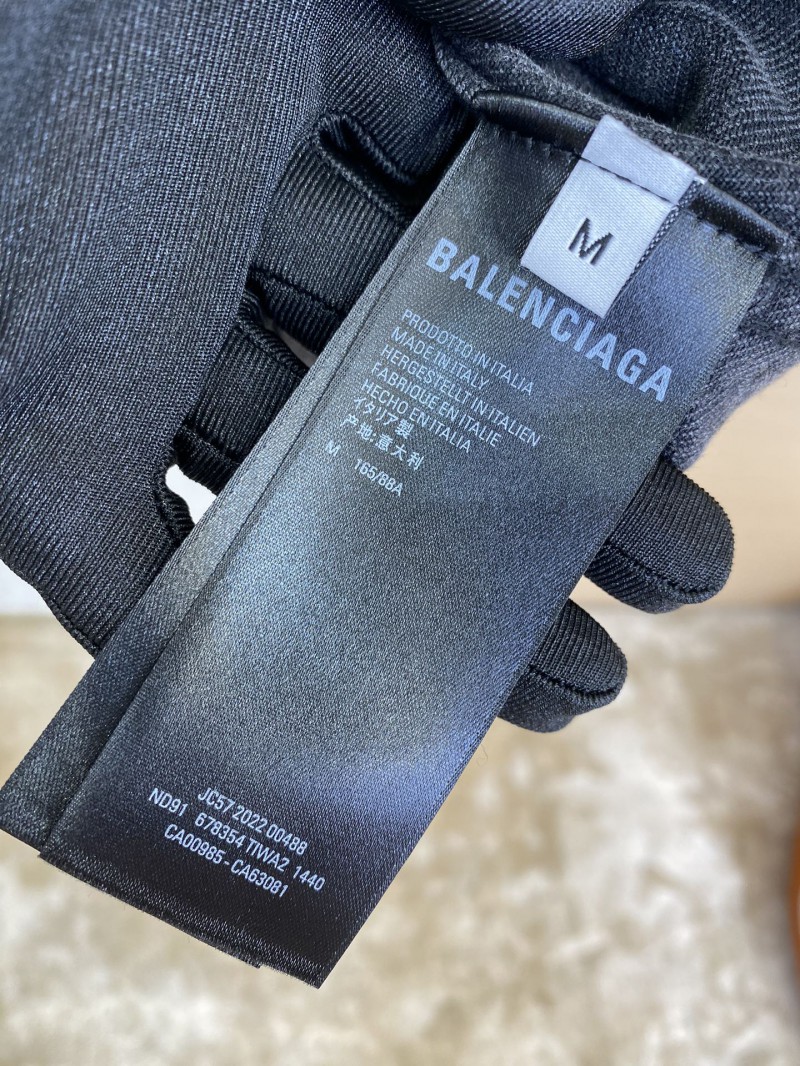 M
BALENCIAGA
PRODOTTO IN ITALIA
MADE IN ITALY
HERGESTELLT IN ITALIEN
FABRIQUE EN ITALIE
HECHO EN ITALIA
イタリア製
产地:意大利
M 165/88A
JC57 2022 00488
ND91 678354 TIWA2 1440
CA00985 - CA63081